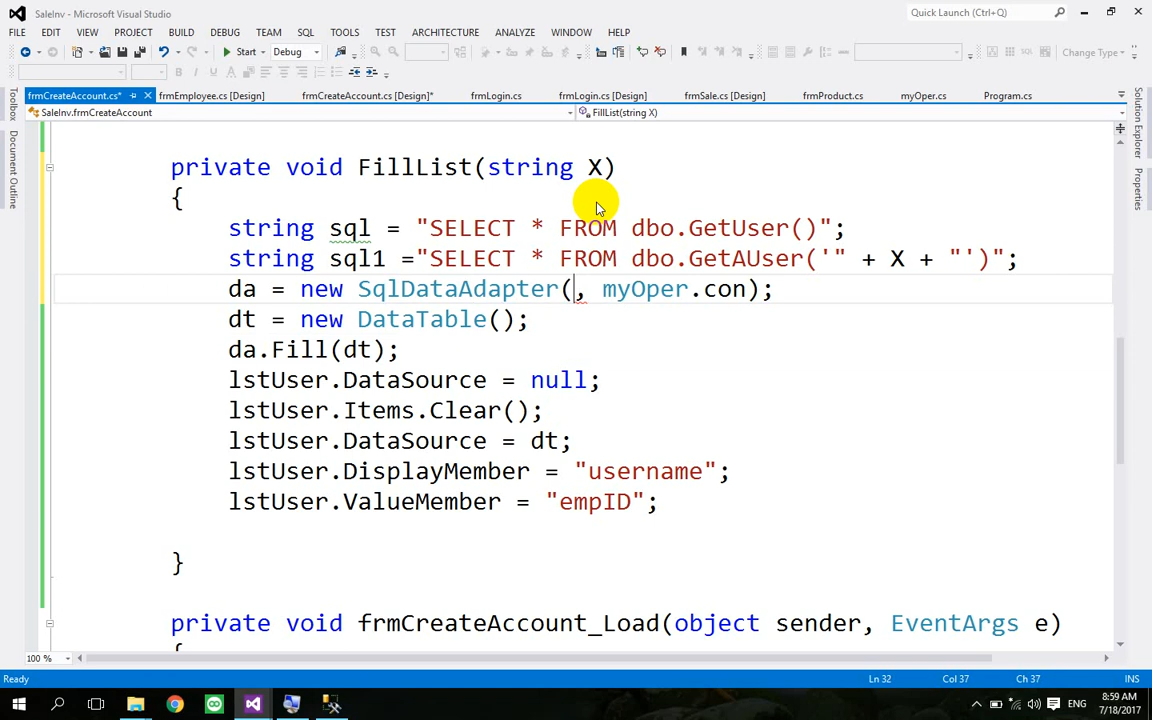 SaleInv - Microsoft Visual Studio
Quick Launch (Ctrl+Q)
FILE EDIT VIEW PROJECT BUILD DEBUG TEAM SQL TOOLS TEST ARCHITECTURE ANALYZE WINDOW HELP
Start Debug Change Type
B I U A
frmCreateAccount.cs* frmEmployee.cs [Design] frmCreateAccount.cs [Design]* frmLogin.cs frmLogin.cs [Design] frmSale.cs [Design] frmProduct.cs myOper.cs Program.cs
SaleInv.frmCreateAccount FillList(string X)
Toolbox
Document Outline
Solution Explorer
Properties
private void FillList(string X)
{
string sql = "SELECT * FROM dbo.GetUser()";
string sql1 ="SELECT * FROM dbo.GetAUser('" + X + "')";
da = new SqlDataAdapter(, myOper.con);
dt = new DataTable();
da.Fill(dt);
lstUser.DataSource = null;
lstUser.Items.Clear();
lstUser.DataSource = dt;
lstUser.DisplayMember = "username";
lstUser.ValueMember = "empID";
}
private void frmCreateAccount_Load(object sender, EventArgs e)
{
100 %
Ready Ln 32 Col 37 Ch 37 INS
ENG 8:59 AM
7/18/2017